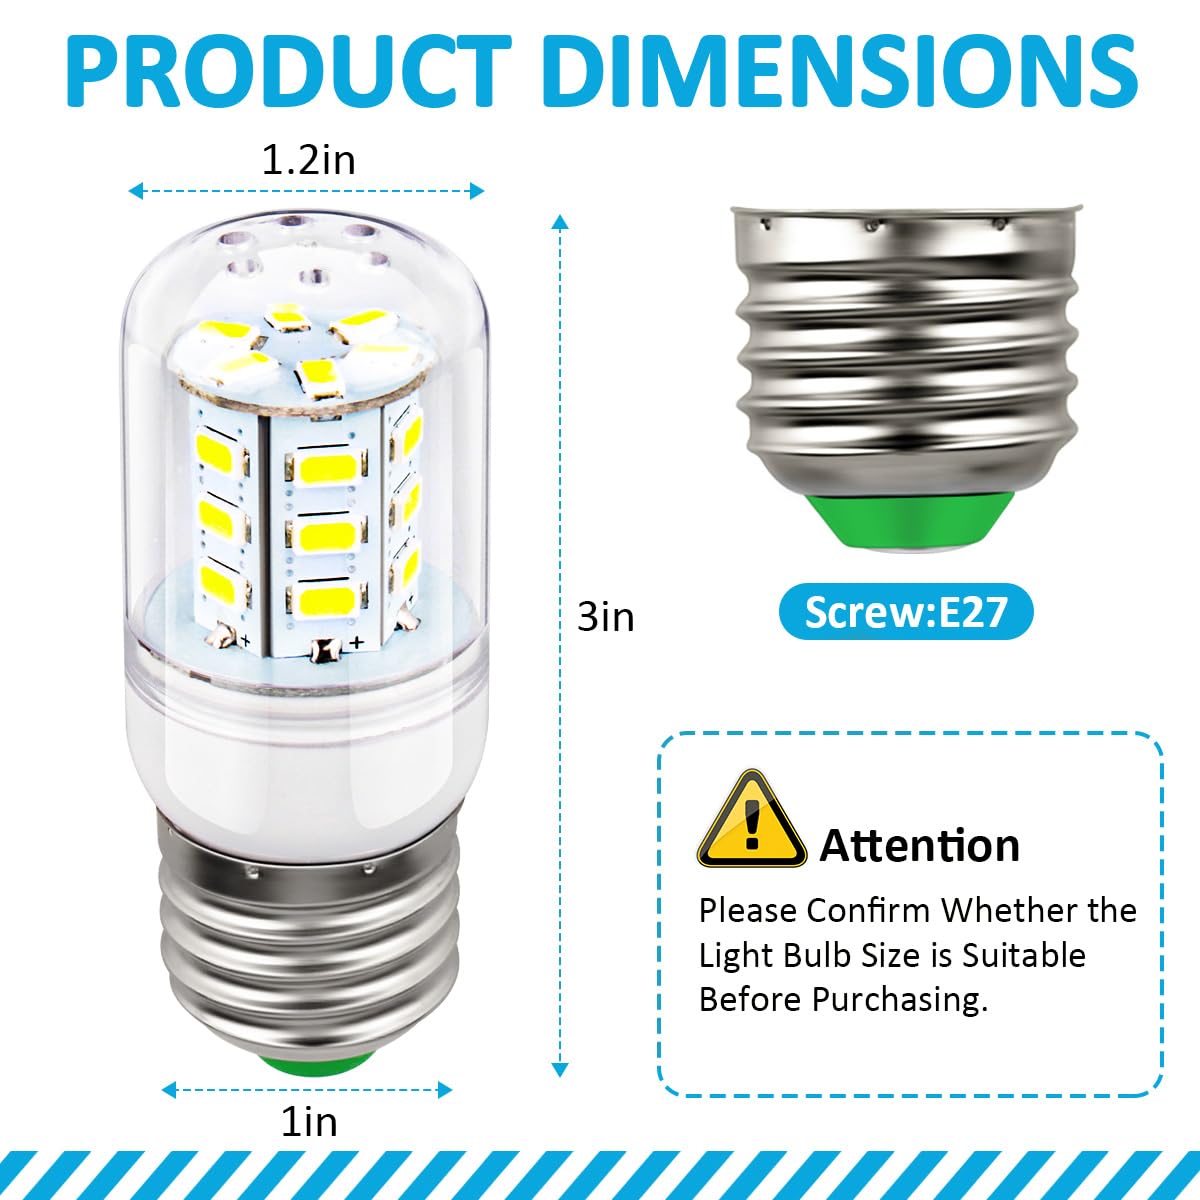 PRODUCT DIMENSIONS
1.2in
3in
Screw:E27
Attention
Please Confirm Whether the
Light Bulb Size is Suitable
Before Purchasing.
+
+
1in